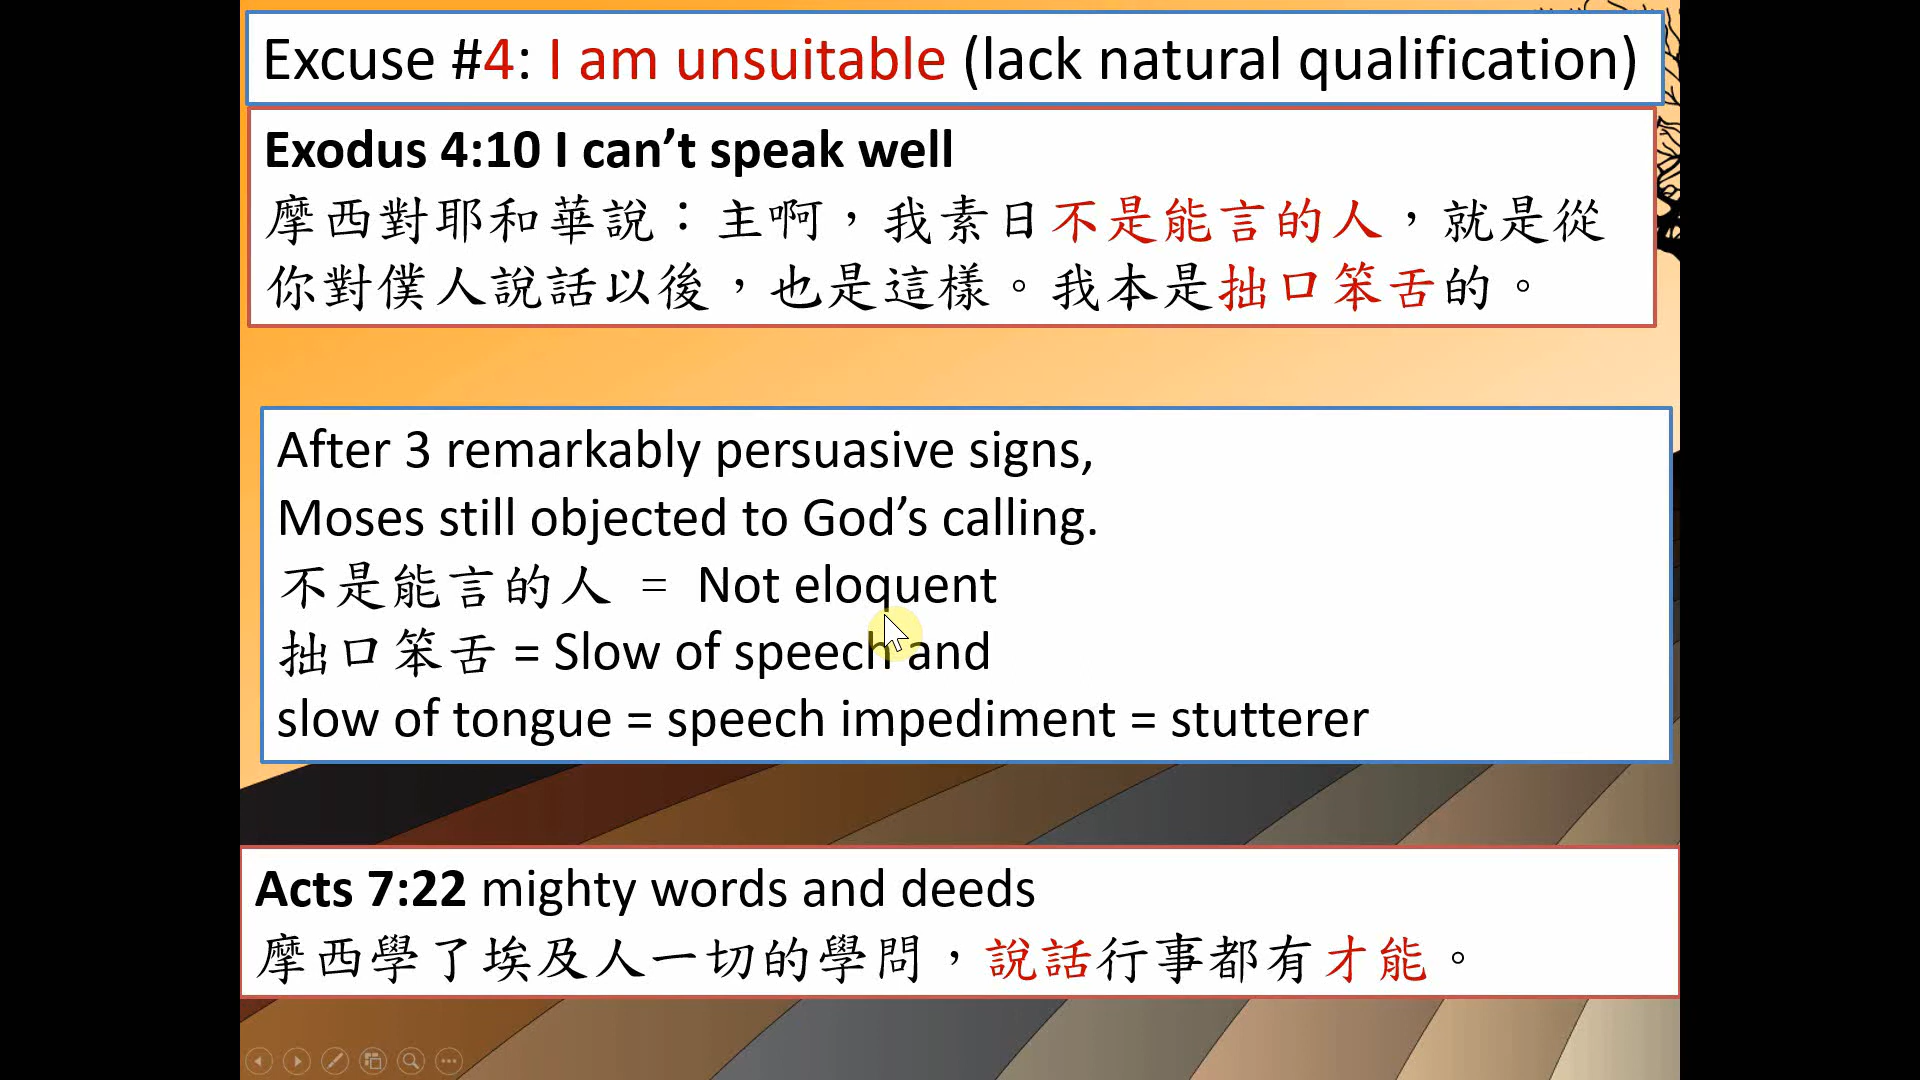 Excuse #4: I am unsuitable (lack natural qualification)
Exodus 4:10 I can’t speak well
摩西對耶和華說：主啊，我素日不是能言的人，就是從
你對僕人說話以後，也是這樣。我本是拙口笨舌的。
After 3 remarkably persuasive signs,
Moses still objected to God’s calling.
不是能言的人 = Not eloquent
拙口笨舌 = Slow of speech and
slow of tongue = speech impediment = stutterer
Acts 7:22 mighty words and deeds
摩西學了埃及人一切的學問，說話行事都有才能。